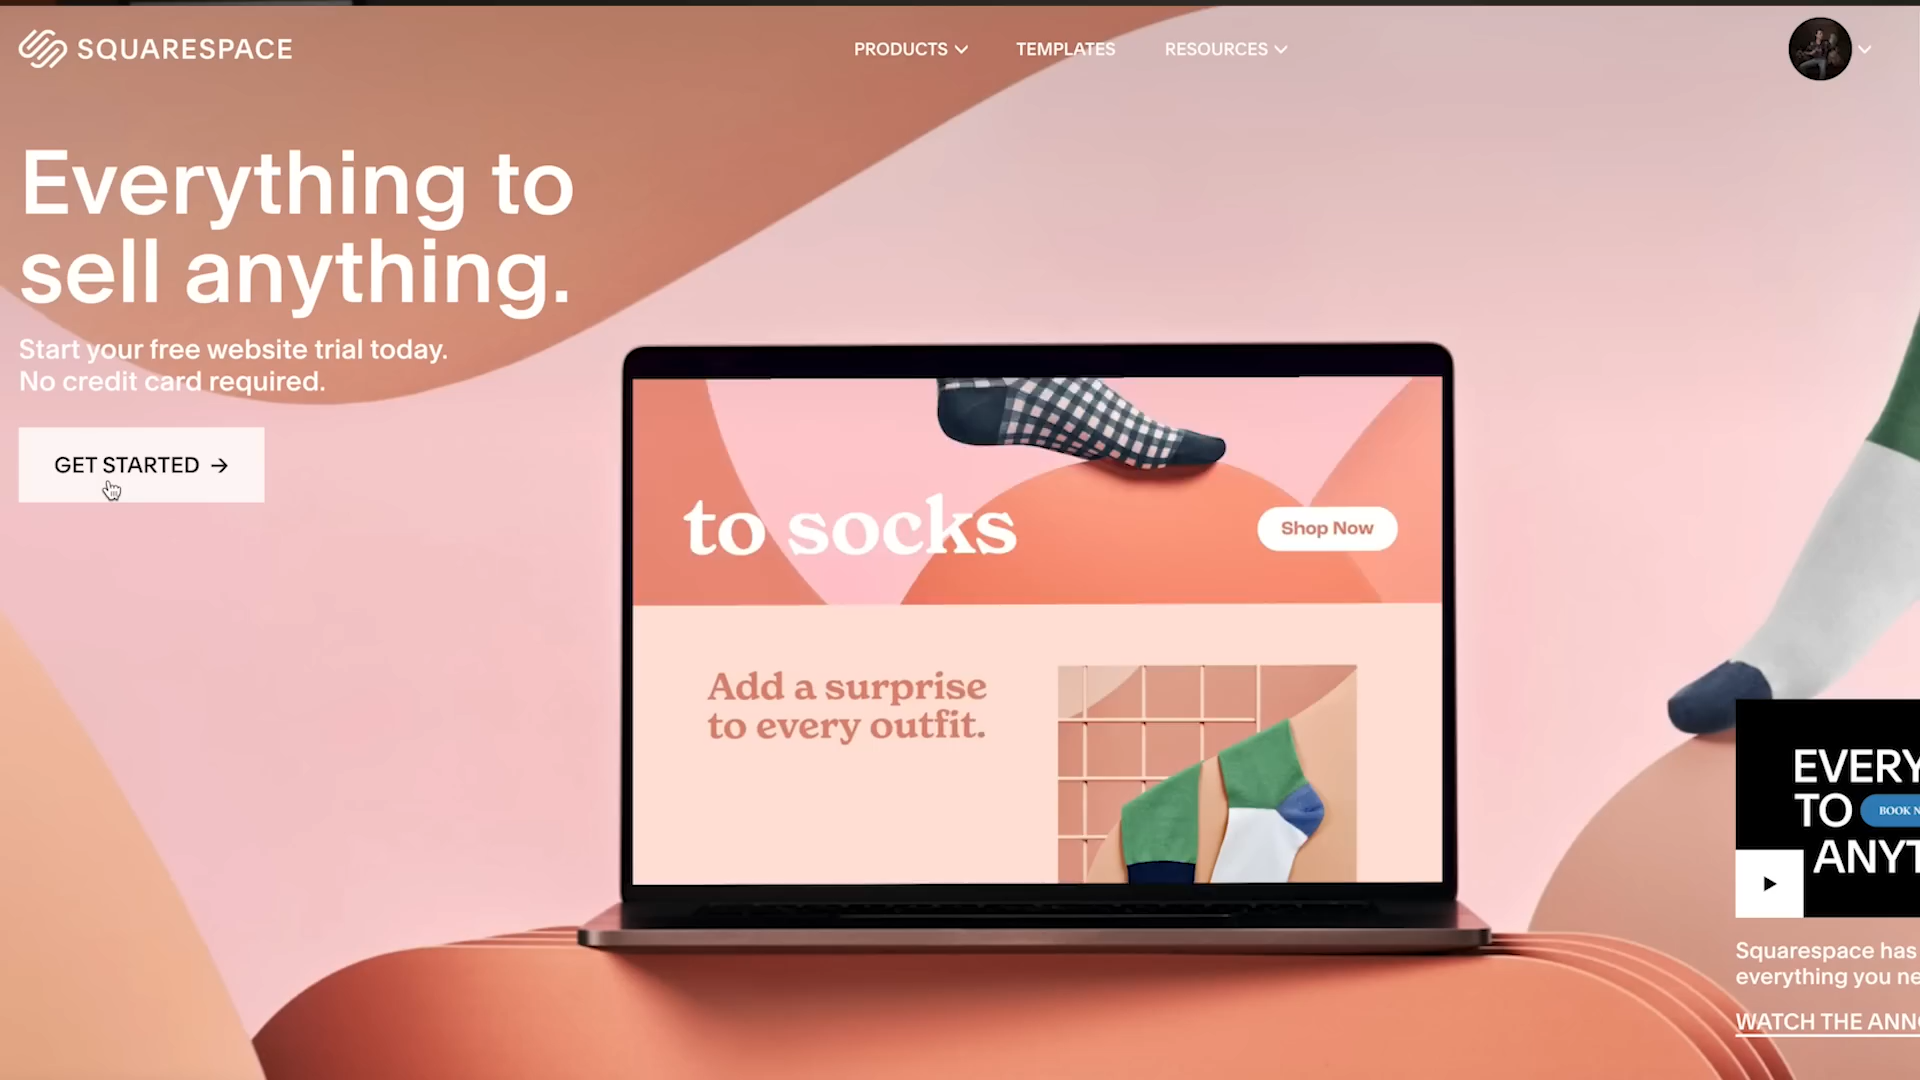 SQUARESPACE
PRODUCTS
TEMPLATES
RESOURCES
Everything to
sell anything.
Start your free website trial today.
No credit card required.
GET STARTED
to socks
Shop Now
Add a surprise
to every outfit.
EVERY
TO
BOOK N
ANYT
Squarespace has
everything you ne
WATCH THE ANN